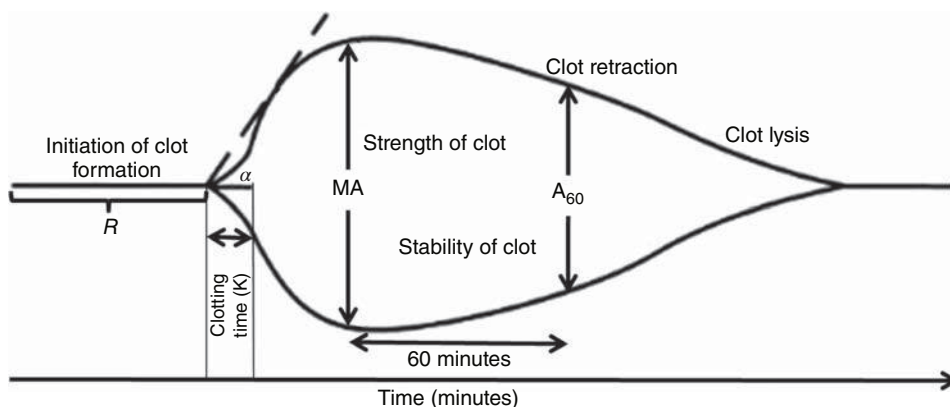 Clot retraction
Initiation of clot
formation
Strength of clot
Clot lysis
α
MA
A60
R
Stability of clot
Clotting
time (K)
60 minutes
Time (minutes)